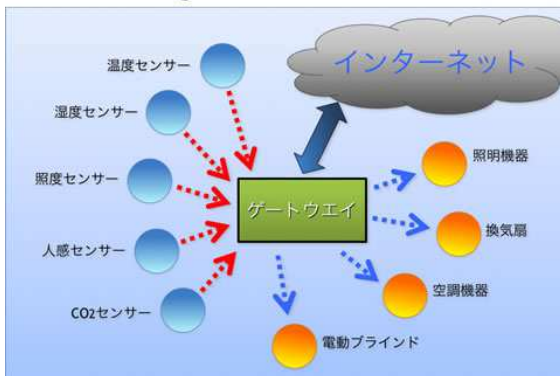 温度センサー
インターネット
湿度センサー
照明機器
照度センサー
ゲートウエイ
換気扇
人感センサー
空調機器
CO2センサー
電動ブラインド